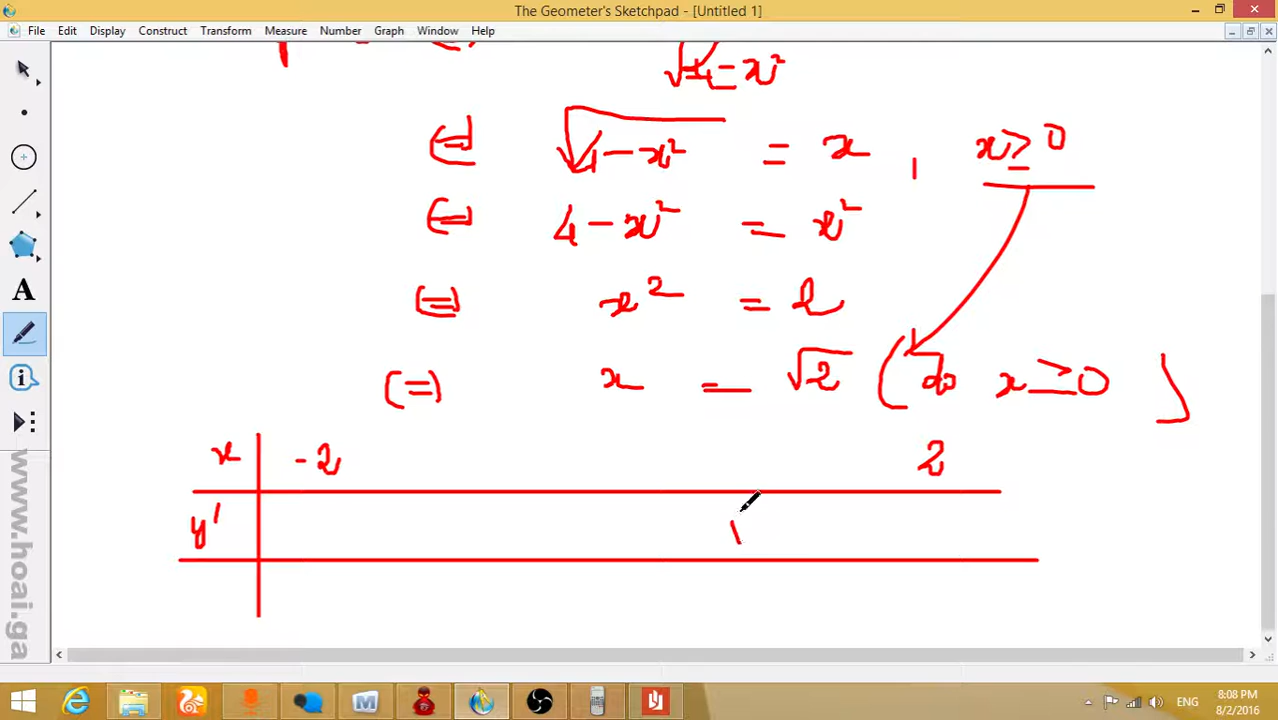 The Geometer's Sketchpad - [Untitled 1]
File Edit Display Construct Transform Measure Number Graph Help Window Help
√4-x²
(=) √4-x² = x , x≥0
(=) 4-x² = x²
(=) x² = 2
(=) x = √2 (do x≥0)
x -2 2
y'
A
www.hoai.ga
ENG
8:08 PM
8/2/2016